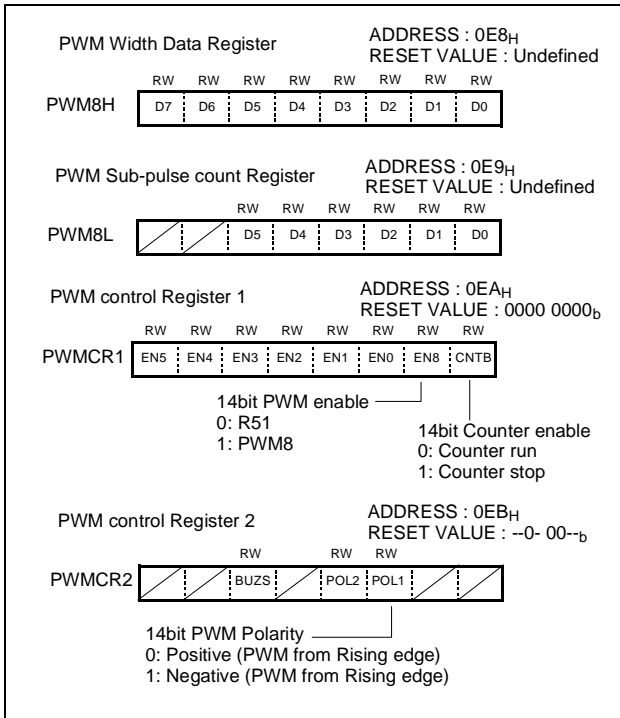 PWM Width Data Register
ADDRESS : 0E8H
RESET VALUE : Undefined
RW RW RW RW RW RW RW RW
PWM8H D7 D6 D5 D4 D3 D2 D1 D0
PWM Sub-pulse count Register
ADDRESS : 0E9H
RESET VALUE : Undefined
RW RW RW RW RW RW
PWM8L D5 D4 D3 D2 D1 D0
PWM control Register 1
ADDRESS : 0EAH
RESET VALUE : 0000 0000b
RW RW RW RW RW RW RW RW
PWMCR1 EN5 EN4 EN3 EN2 EN1 EN0 EN8 CNTB
14bit PWM enable
0: R51
1: PWM8
14bit Counter enable
0: Counter run
1: Counter stop
PWM control Register 2
ADDRESS : 0EBH
RESET VALUE : --0- 00--b
RW RW RW
PWMCR2 BUZS POL2 POL1
14bit PWM Polarity
0: Positive (PWM from Rising edge)
1: Negative (PWM from Rising edge)